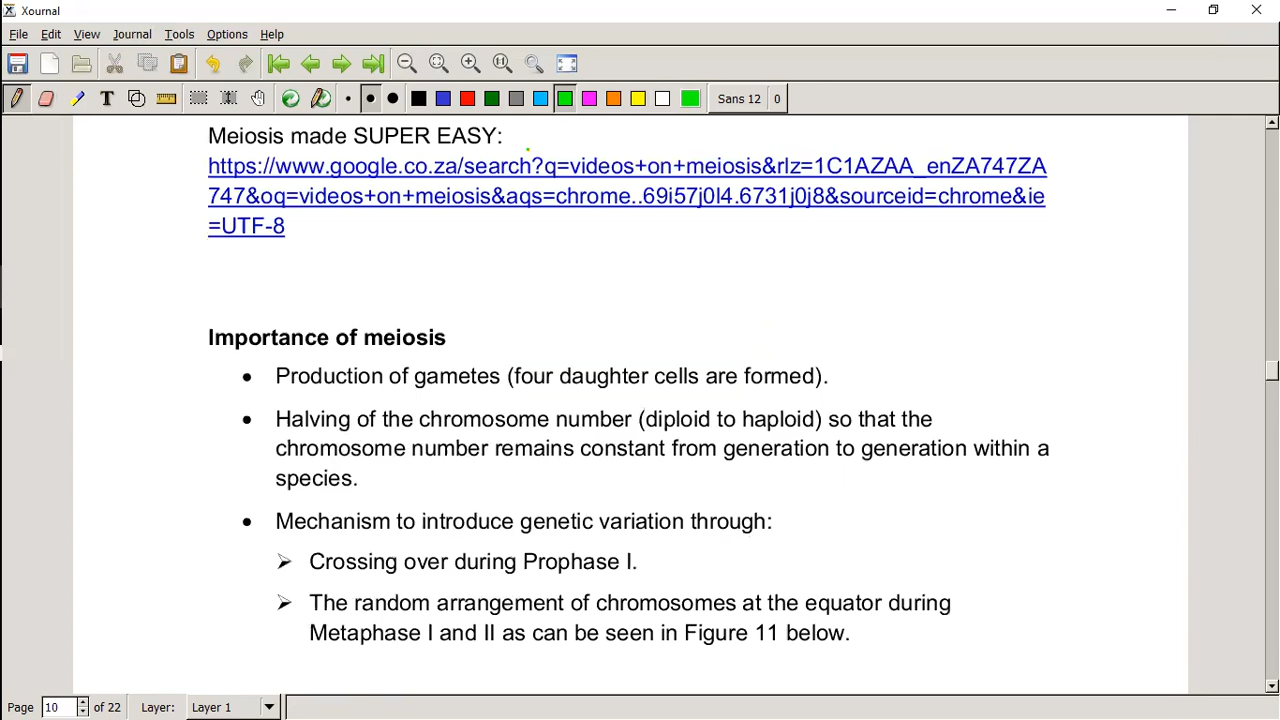 Xournal
File Edit View Journal Tools Options Help
Sans 12 0
Meiosis made SUPER EASY:
https://www.google.co.za/search?q=videos+on+meiosis&rlz=1C1AZAA_enZA747ZA
747&oq=videos+on+meiosis&aqs=chrome..69i57j0l4.6731j0j8&sourceid=chrome&ie
=UTF-8
Importance of meiosis
• Production of gametes (four daughter cells are formed).
• Halving of the chromosome number (diploid to haploid) so that the
chromosome number remains constant from generation to generation within a
species.
• Mechanism to introduce genetic variation through:
➢ Crossing over during Prophase I.
➢ The random arrangement of chromosomes at the equator during
Metaphase I and II as can be seen in Figure 11 below.
Page 10 of 22 Layer: Layer 1